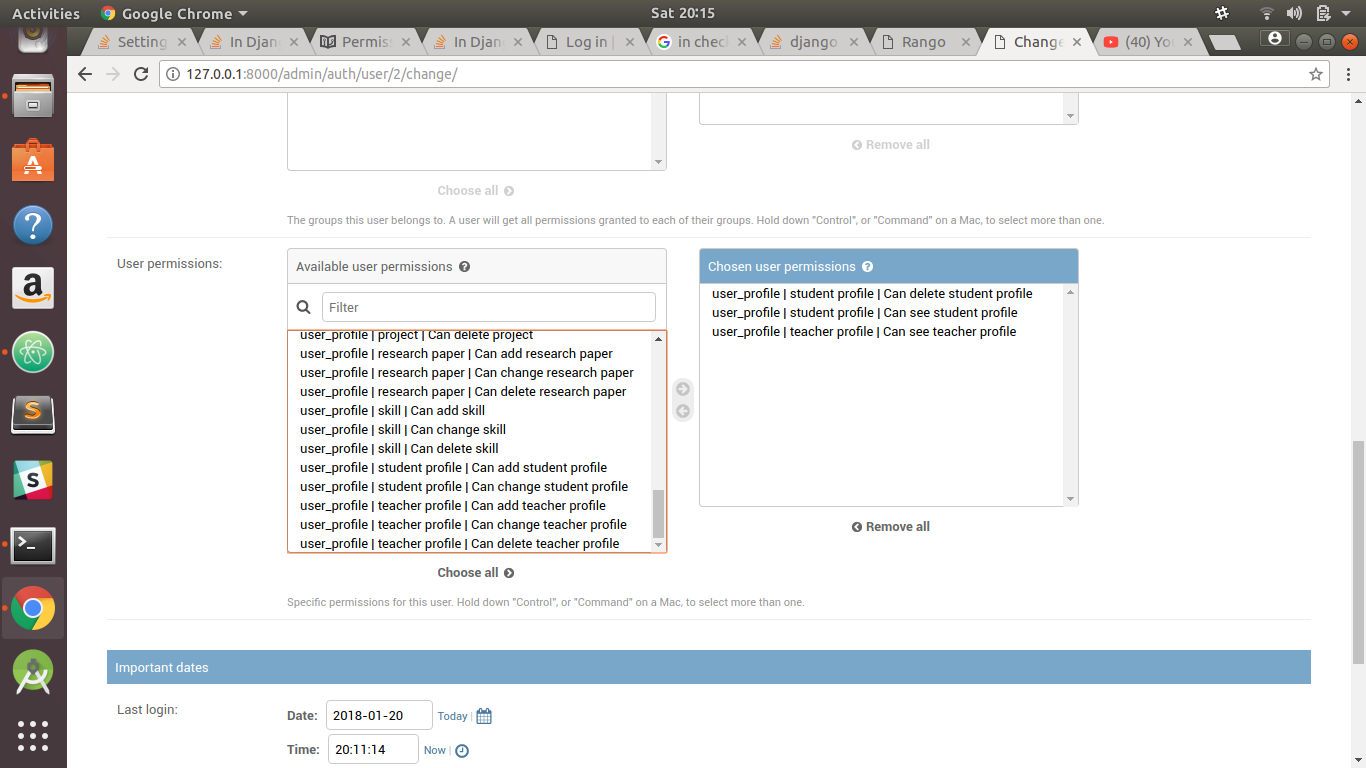 Activities Google Chrome Sat 20:15
Setting In Djan Permiss In Djan Log in | G in check django Rango Change (40) You
127.0.0.1:8000/admin/auth/user/2/change/
Remove all
Choose all
The groups this user belongs to. A user will get all permissions granted to each of their groups. Hold down "Control", or "Command" on a Mac, to select more than one.
User permissions:
Available user permissions ?
Filter
user_profile | project | Can delete project
user_profile | research paper | Can add research paper
user_profile | research paper | Can change research paper
user_profile | research paper | Can delete research paper
user_profile | skill | Can add skill
user_profile | skill | Can change skill
user_profile | skill | Can delete skill
user_profile | student profile | Can add student profile
user_profile | student profile | Can change student profile
user_profile | teacher profile | Can add teacher profile
user_profile | teacher profile | Can change teacher profile
user_profile | teacher profile | Can delete teacher profile
Choose all
Chosen user permissions ?
user_profile | student profile | Can delete student profile
user_profile | student profile | Can see student profile
user_profile | teacher profile | Can see teacher profile
Remove all
Specific permissions for this user. Hold down "Control", or "Command" on a Mac, to select more than one.
Important dates
Last login:
Date: 2018-01-20 Today |
Time: 20:11:14 Now |